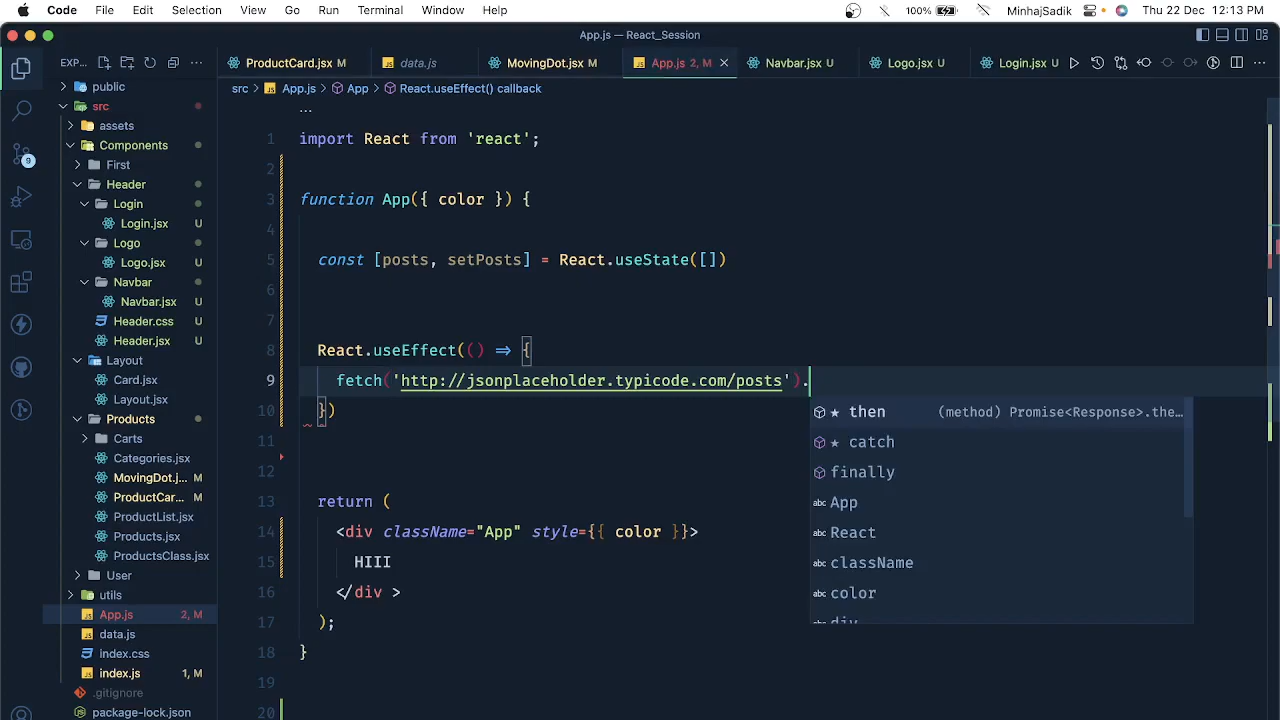 Code File Edit Selection View Go Run Terminal Window Help 100% MinhajSadik Thu 22 Dec 12:13 PM
App.js — React_Session
EXP... ProductCard.jsx M data.js MovingDot.jsx M App.js 2, M Navbar.jsx U Logo.jsx U Login.jsx U
src > App.js > App > React.useEffect() callback
public
src
assets
Components
First
Header
Login
Login.jsx U
Logo
Logo.jsx U
Navbar
Navbar.jsx U
Header.css U
Header.jsx U
Layout
Card.jsx
Layout.jsx
Products
Carts
Categories.jsx
MovingDot.j... M
ProductCar... M
ProductList.jsx
Products.jsx
ProductsClass.jsx
User
utils
App.js 2, M
data.js
index.css
index.js 1, M
.gitignore
package-lock.json
9
...
1 import React from 'react';
2
3 function App({ color }) {
4
5 const [posts, setPosts] = React.useState([])
6
7
8 React.useEffect(() => {
9 fetch('http://jsonplaceholder.typicode.com/posts').
10 })
11
12
13 return (
14 <div className="App" style={{ color }}>
15 HIII
16 </div >
17 );
18 }
19
20
then (method) Promise<Response>.the...
catch
finally
abc App
abc React
abc className
abc color
abc div